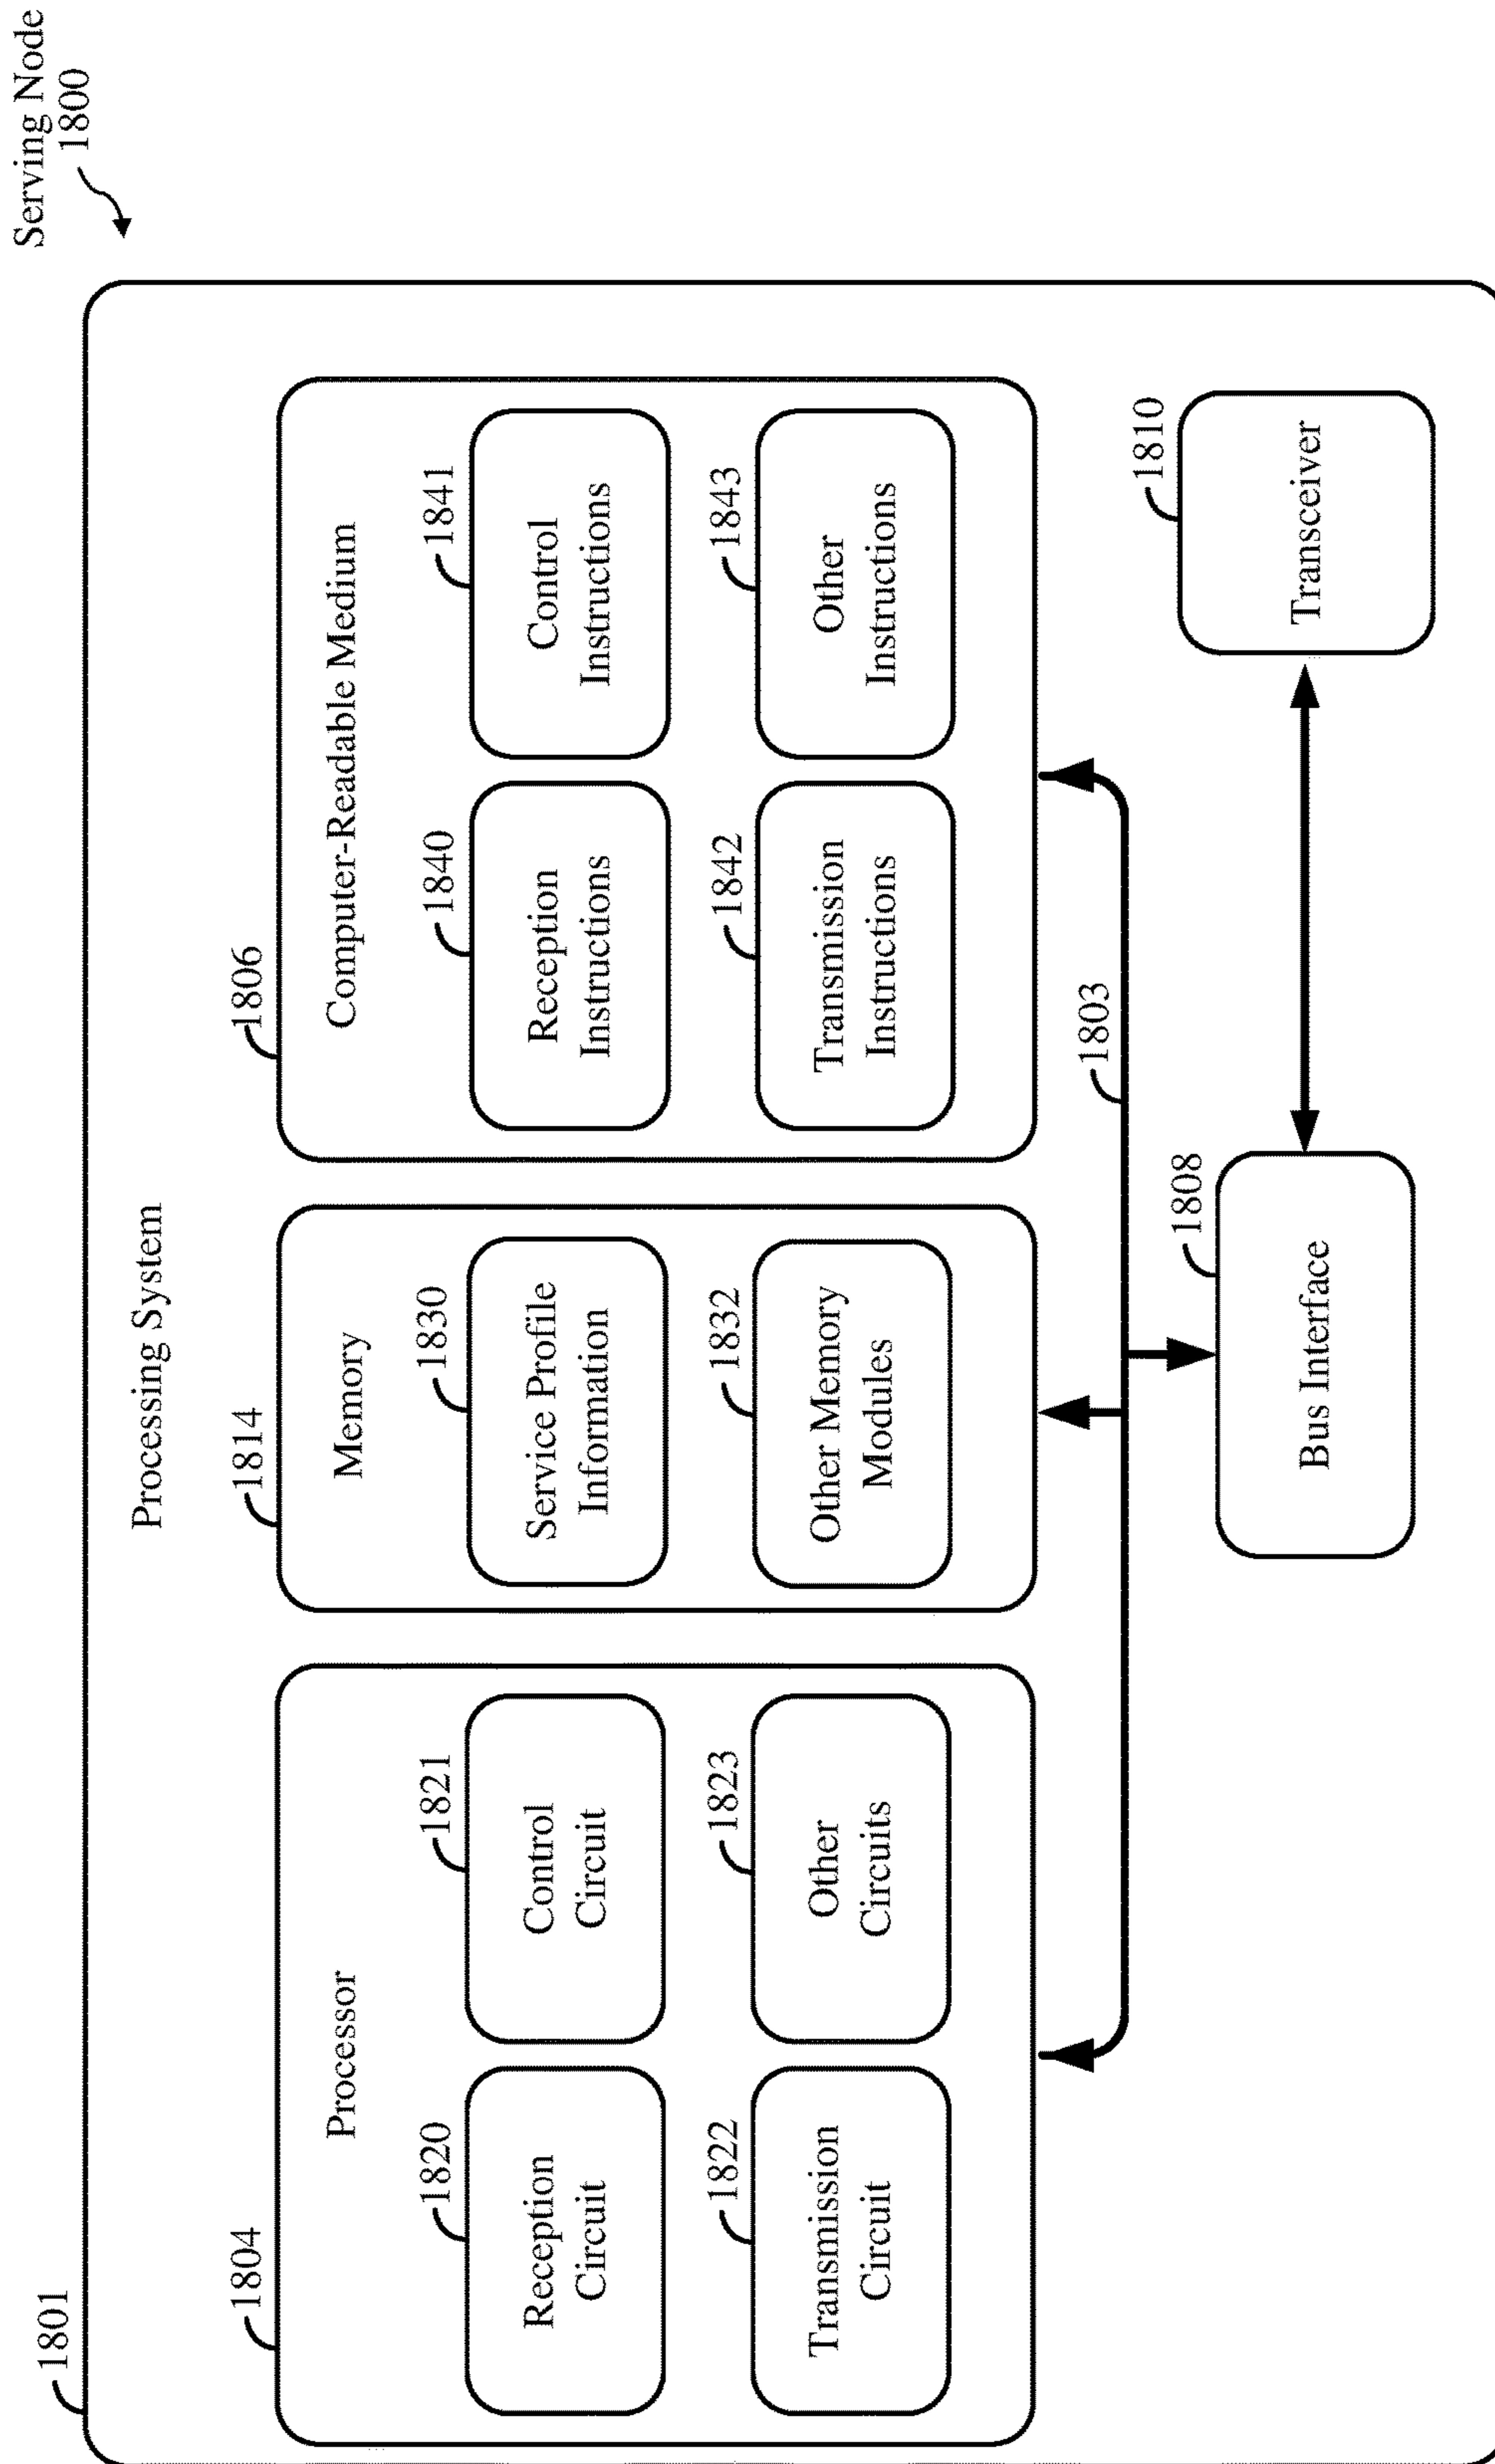 Serving Node
1800
1801
Processing System
1804
Processor
1820
Reception
Circuit
1821
Control
Circuit
1822
Transmission
Circuit
1823
Other
Circuits
1814
Memory
1830
Service Profile
Information
1832
Other Memory
Modules
1806
Computer-Readable Medium
1840
Reception
Instructions
1841
Control
Instructions
1842
Transmission
Instructions
1843
Other
Instructions
1803
1808
Bus Interface
1810
Transceiver